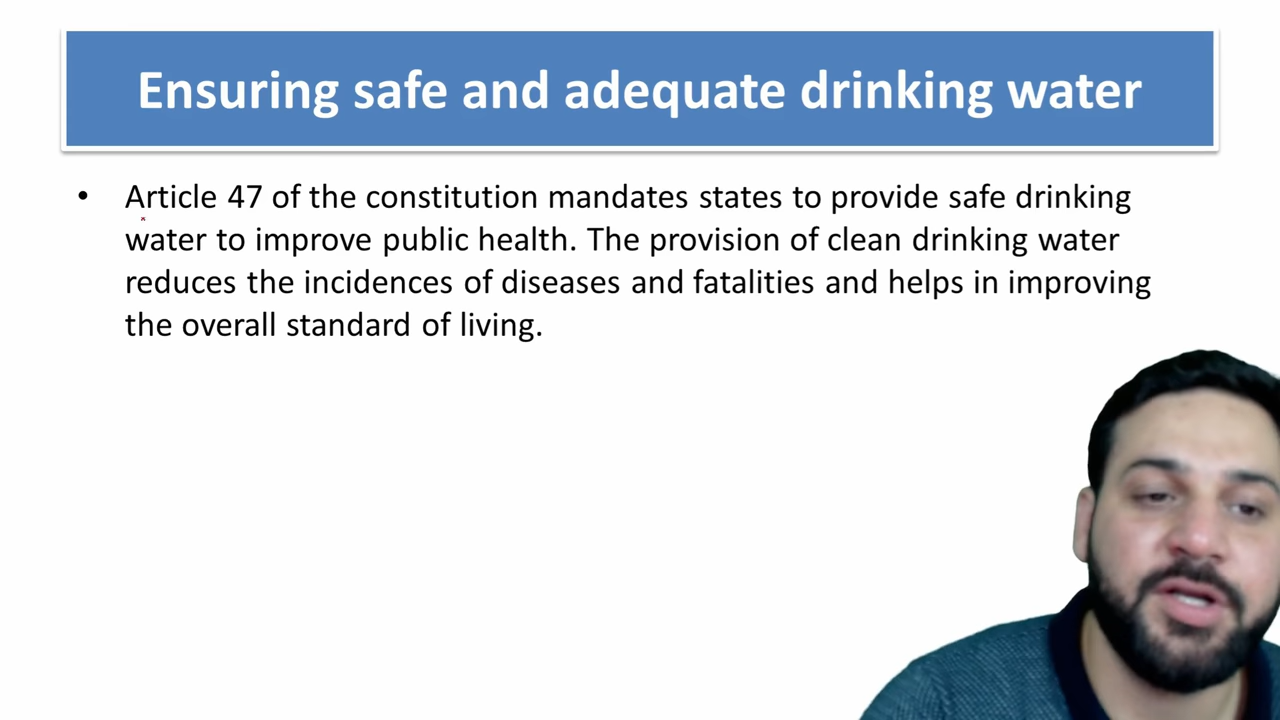 Ensuring safe and adequate drinking water
• Article 47 of the constitution mandates states to provide safe drinking
water to improve public health. The provision of clean drinking water
reduces the incidences of diseases and fatalities and helps in improving
the overall standard of living.